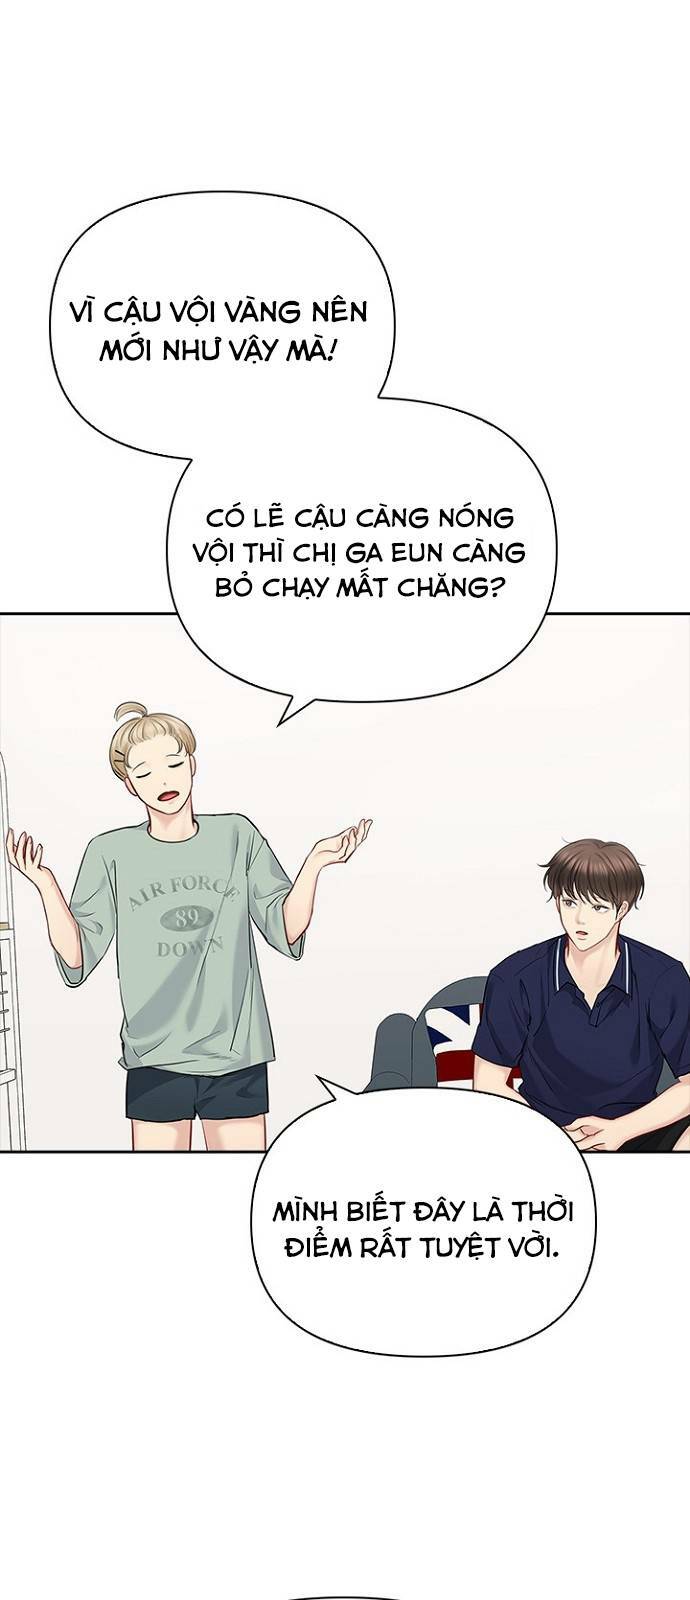 VÌ CẬU VỘI VÀNG NÊN
MỚI NHƯ VẬY MÀ!
CÓ LẼ CẬU CÀNG NÓNG
VỘI THÌ CHỊ GA EUN CÀNG
BỎ CHẠY MẤT CHĂNG?
AIR FORCE
89
DOWN
MÌNH BIẾT ĐÂY LÀ THỜI
ĐIỂM RẤT TUYỆT VỜI.